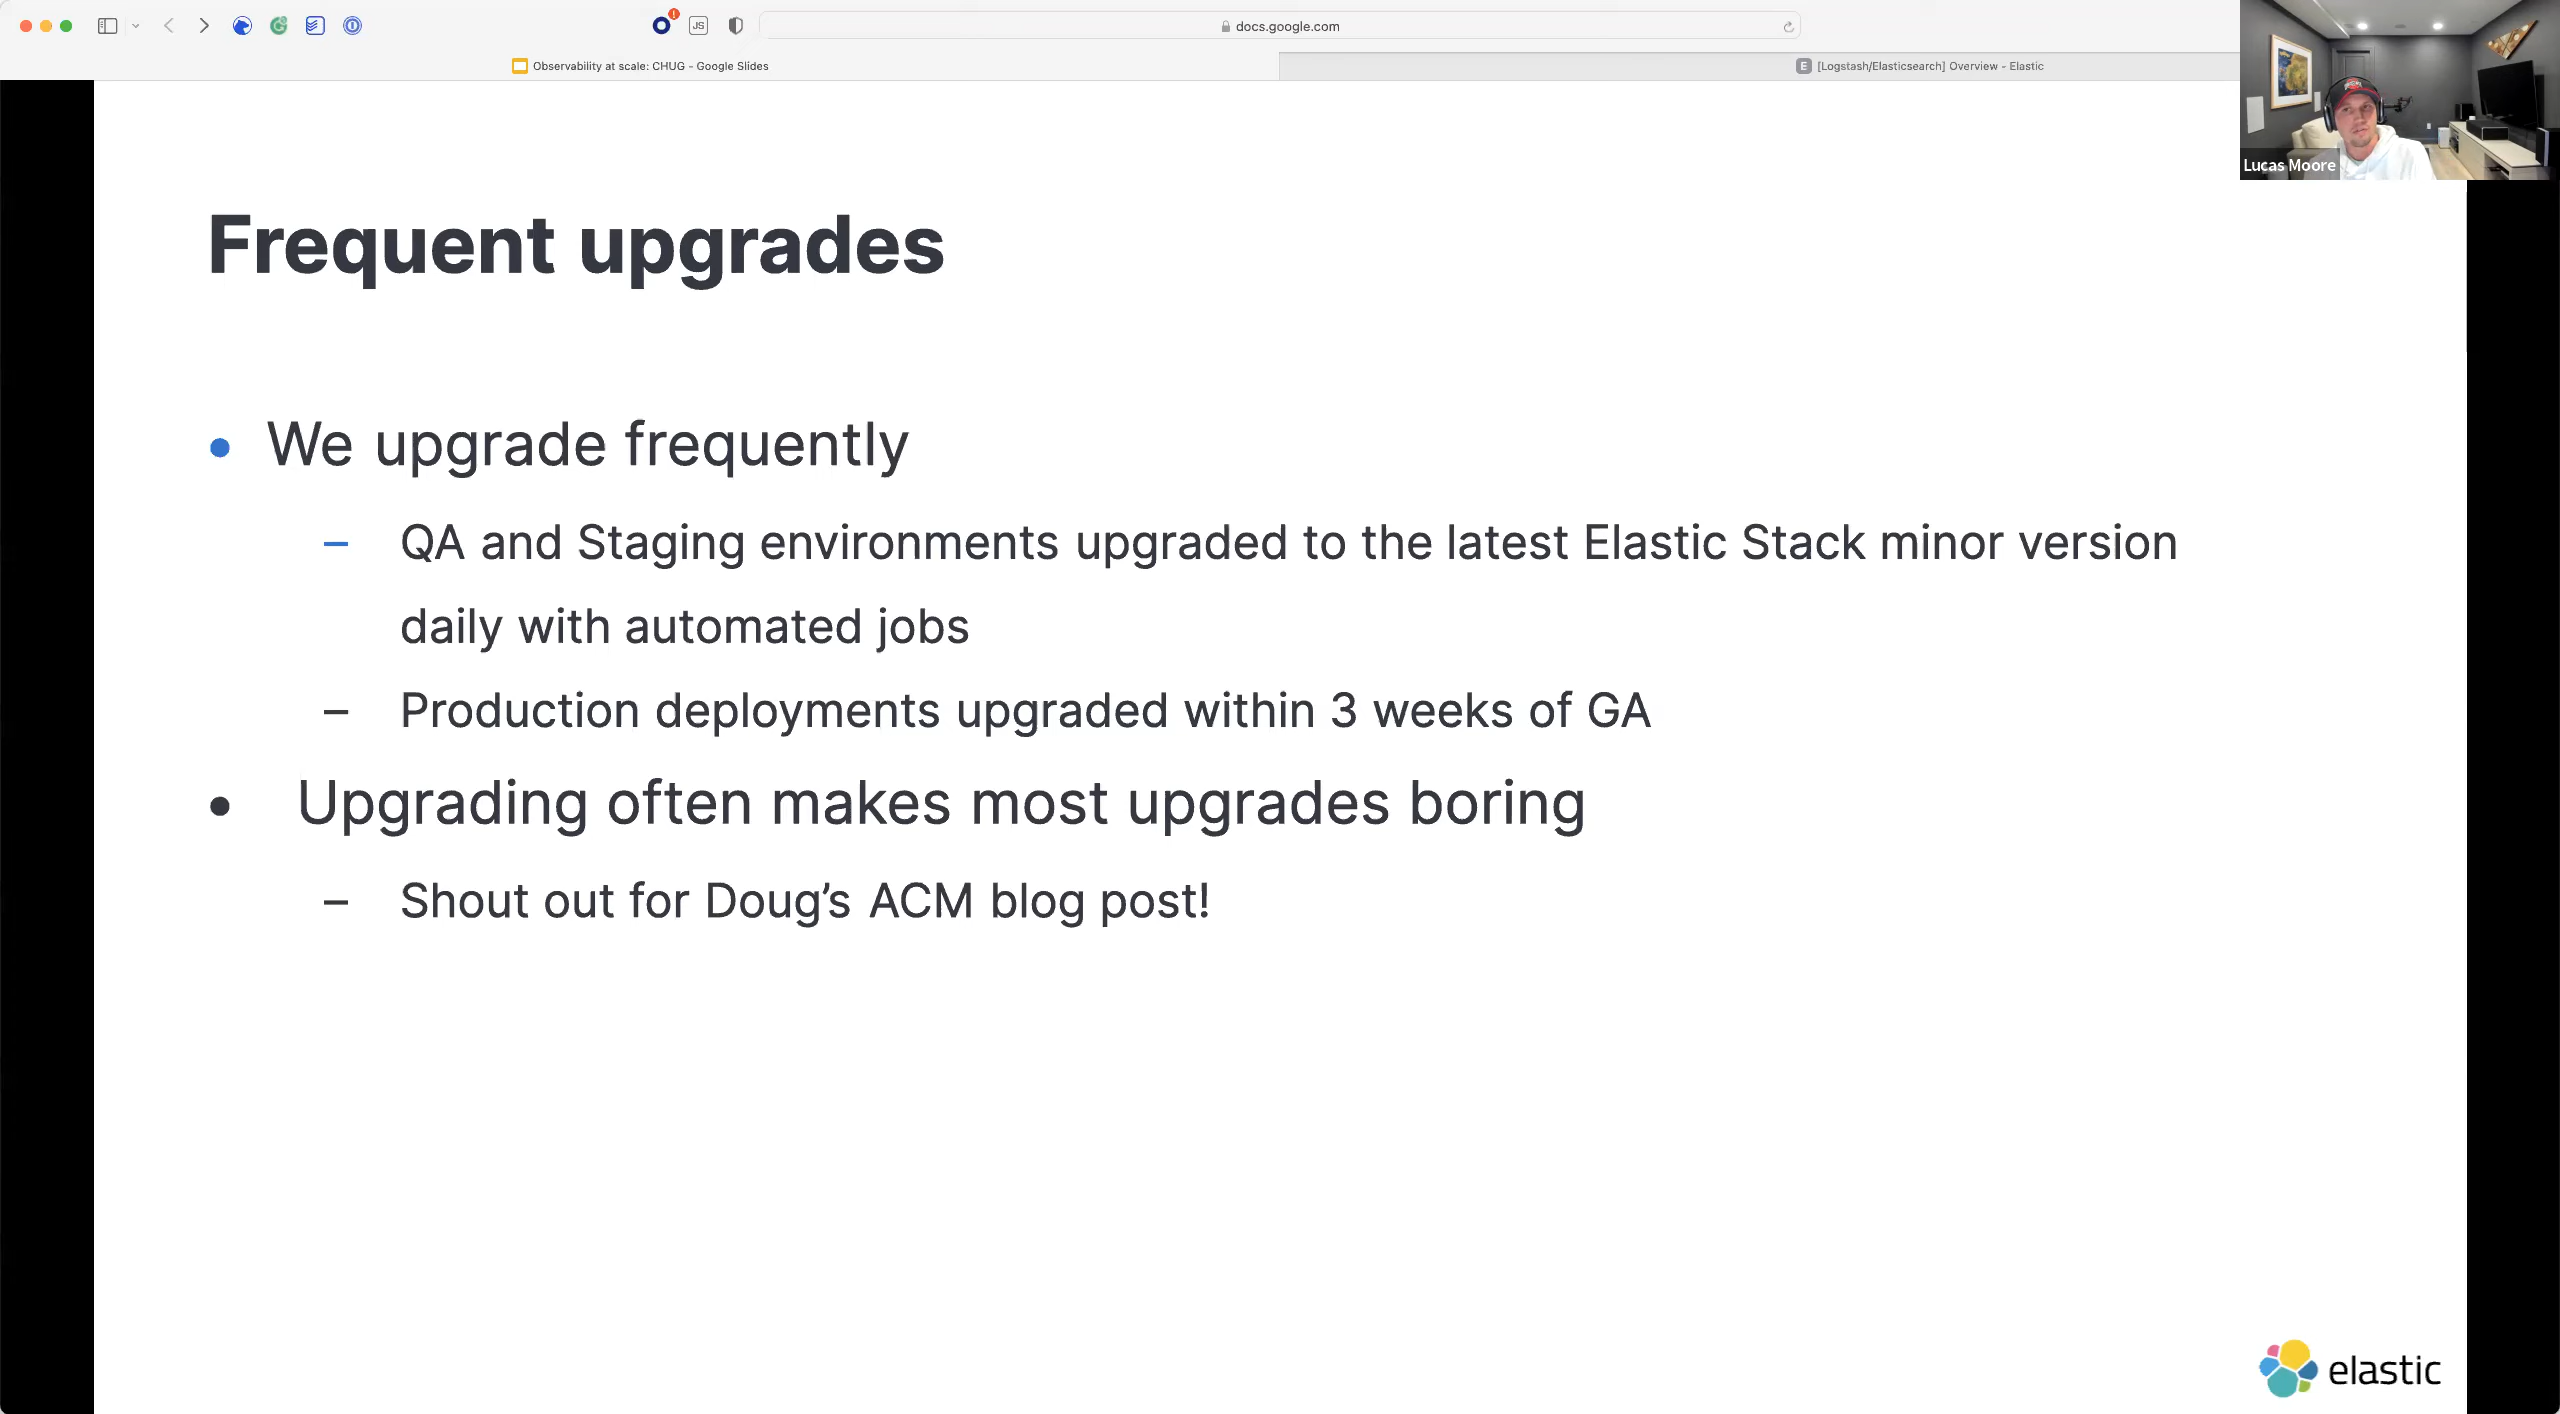 JS
docs.google.com
Observability at scale: CHUG - Google Slides
E [Logstash/Elasticsearch] Overview - Elastic
Lucas Moore
Frequent upgrades
• We upgrade frequently
– QA and Staging environments upgraded to the latest Elastic Stack minor version
daily with automated jobs
– Production deployments upgraded within 3 weeks of GA
• Upgrading often makes most upgrades boring
– Shout out for Doug’s ACM blog post!
elastic